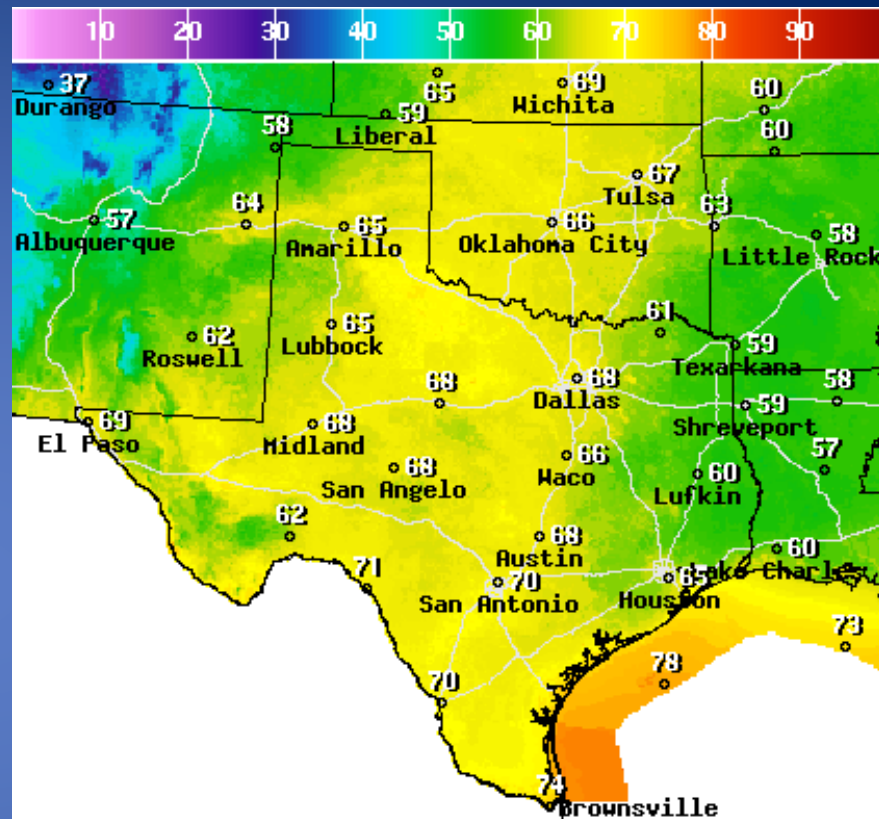 10 20 30 40 50 60 70 80 90
37
Durango
65
69
Wichita
60
59
Liberal
58
60
67
Tulsa
64
57
Albuquerque
65
Amarillo
66
Oklahoma City
63
58
Little Rock
62
Roswell
65
Lubbock
61
59
Texarkana
68
68
Dallas
59
Shreveport
58
69
El Paso
68
Midland
68
San Angelo
66
Waco
60
Lufkin
57
62
68
Austin
60
Lake Charl
71
70
San Antonio
65
Houston
73
78
70
74
Brownsville